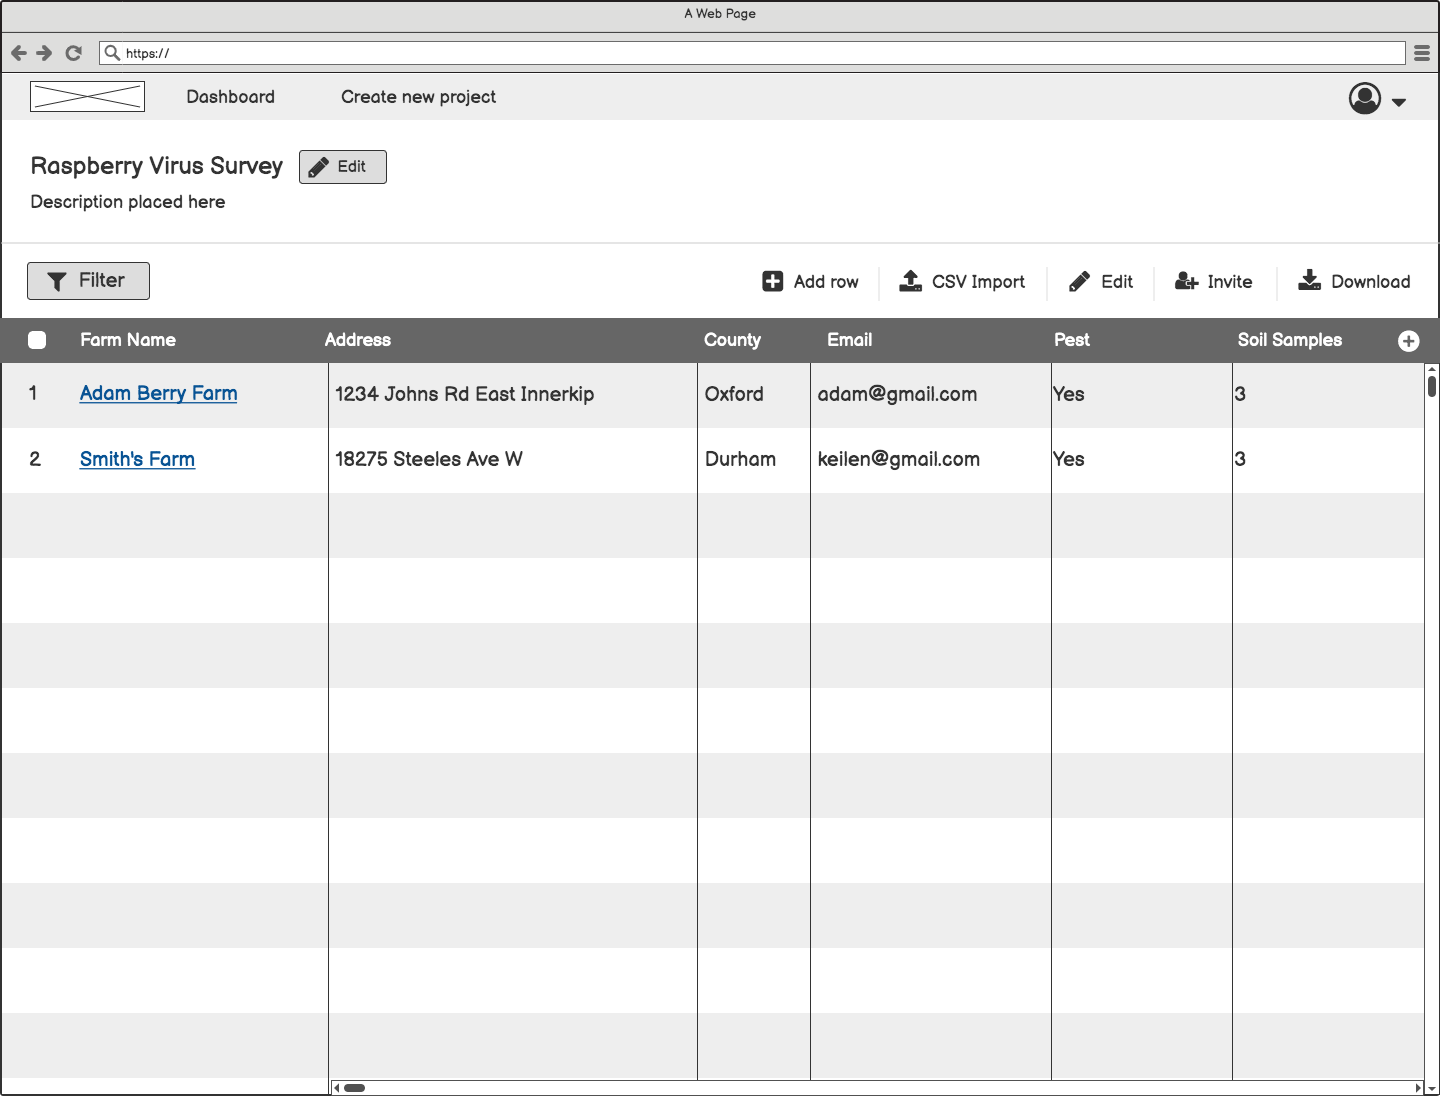 A Web Page
https://
Dashboard Create new project
Raspberry Virus Survey Edit
Description placed here
Filter Add row CSV Import Edit Invite Download
Farm Name Address County Email Pest Soil Samples
1 Adam Berry Farm 1234 Johns Rd East Innerkip Oxford adam@gmail.com Yes 3
2 Smith's Farm 18275 Steeles Ave W Durham keilen@gmail.com Yes 3